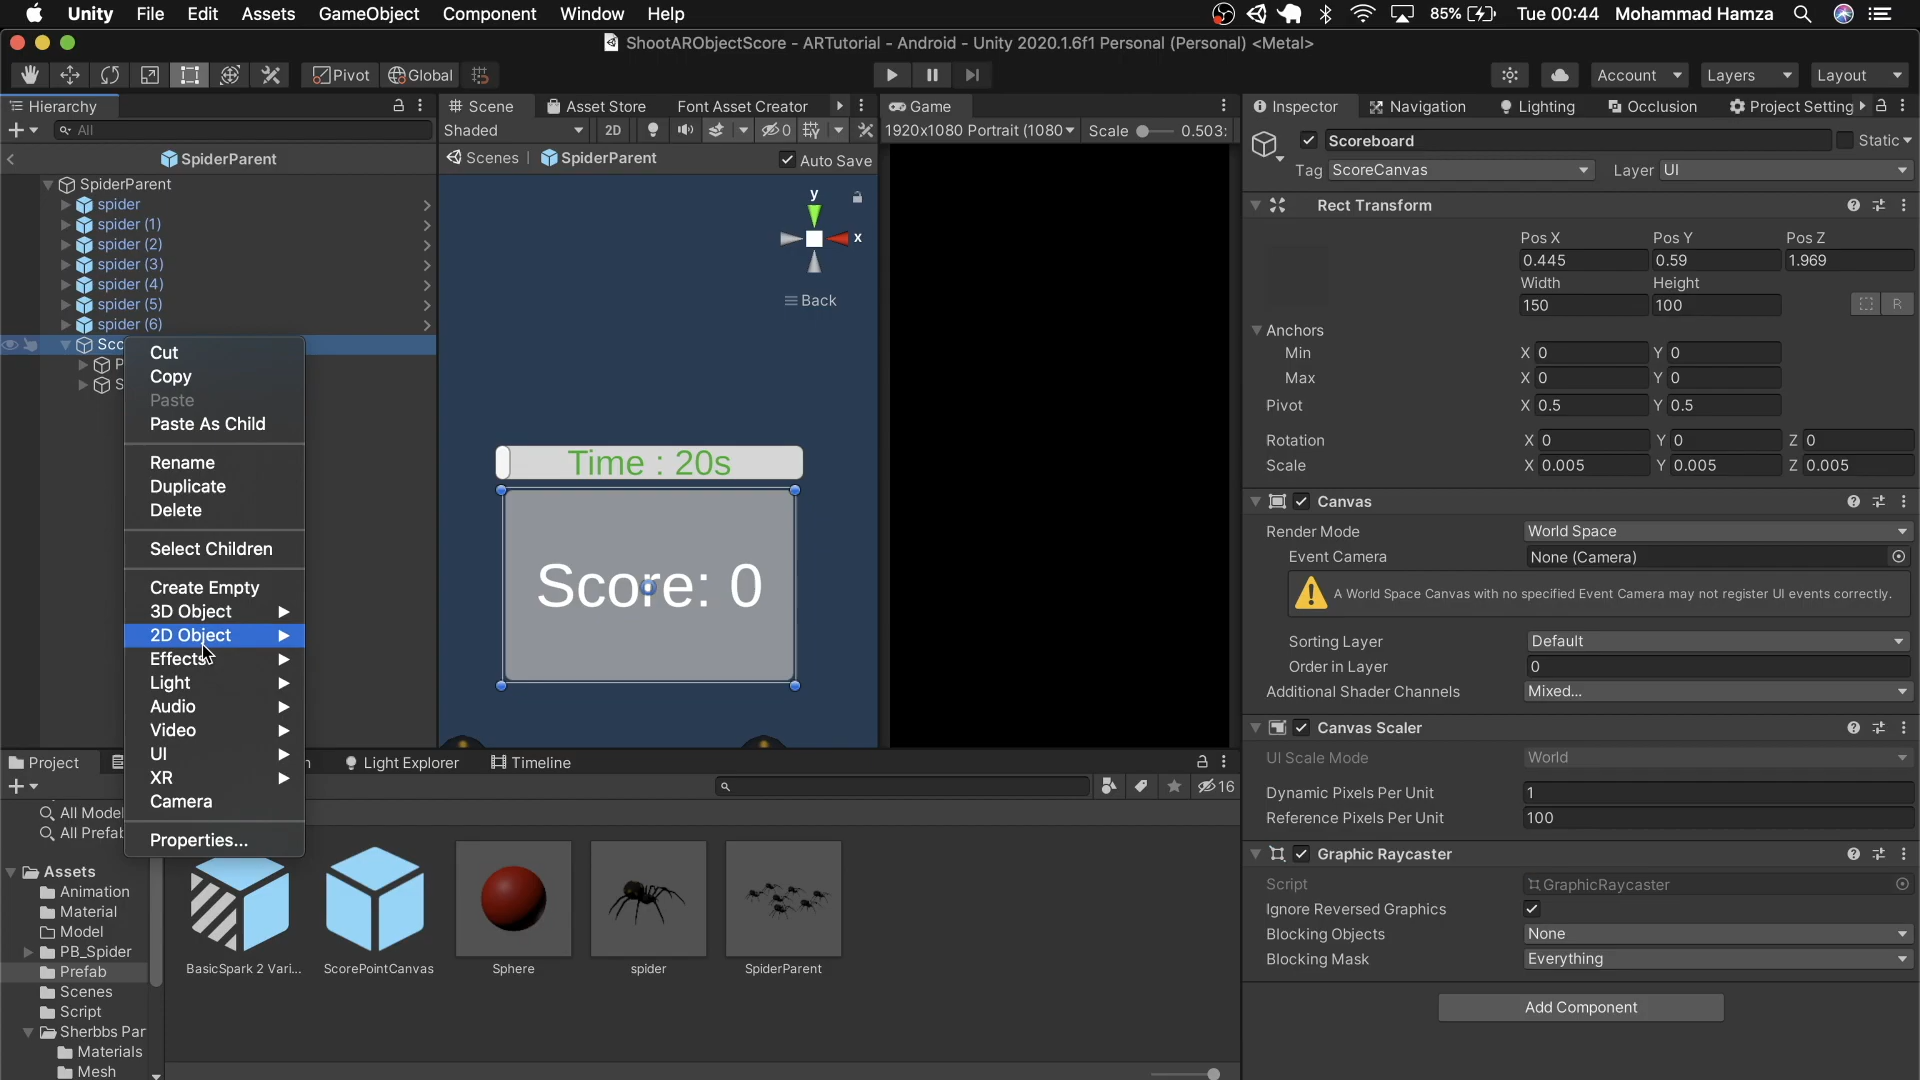 Unity File Edit Assets GameObject Component Window Help 85% Tue 00:44 Mohammad Hamza
ShootARObjectScore - ARTutorial - Android - Unity 2020.1.6f1 Personal (Personal) <Metal>
Pivot Global Account Layers Layout
Hierarchy
All
SpiderParent
SpiderParent
spider
spider (1)
spider (2)
spider (3)
spider (4)
spider (5)
spider (6)
Sco
P
S
Cut
Copy
Paste
Paste As Child
Rename
Duplicate
Delete
Select Children
Create Empty
3D Object
2D Object
Effects
Light
Audio
Video
UI
XR
Camera
Properties...
Scene Asset Store Font Asset Creator
Shaded 2D 0
Scenes SpiderParent Auto Save
y
x
Back
Time : 20s
Score: 0
Game
1920x1080 Portrait (1080 Scale 0.503:
Inspector Navigation Lighting Occlusion Project Setting
Scoreboard Static
Tag ScoreCanvas Layer UI
Rect Transform
Pos X Pos Y Pos Z
0.445 0.59 1.969
Width Height
150 100 R
Anchors
Min X 0 Y 0
Max X 0 Y 0
Pivot X 0.5 Y 0.5
Rotation X 0 Y 0 Z 0
Scale X 0.005 Y 0.005 Z 0.005
Canvas
Render Mode World Space
Event Camera None (Camera)
A World Space Canvas with no specified Event Camera may not register UI events correctly.
Sorting Layer Default
Order in Layer 0
Additional Shader Channels Mixed...
Canvas Scaler
UI Scale Mode World
Dynamic Pixels Per Unit 1
Reference Pixels Per Unit 100
Graphic Raycaster
Script GraphicRaycaster
Ignore Reversed Graphics
Blocking Objects None
Blocking Mask Everything
Add Component
Project n Light Explorer Timeline
16
All Model
All Prefab
Assets
Animation
Material
Model
PB_Spider
Prefab
Scenes
Script
Sherbbs Par
Materials
Mesh
BasicSpark 2 Vari... ScorePointCanvas Sphere spider SpiderParent